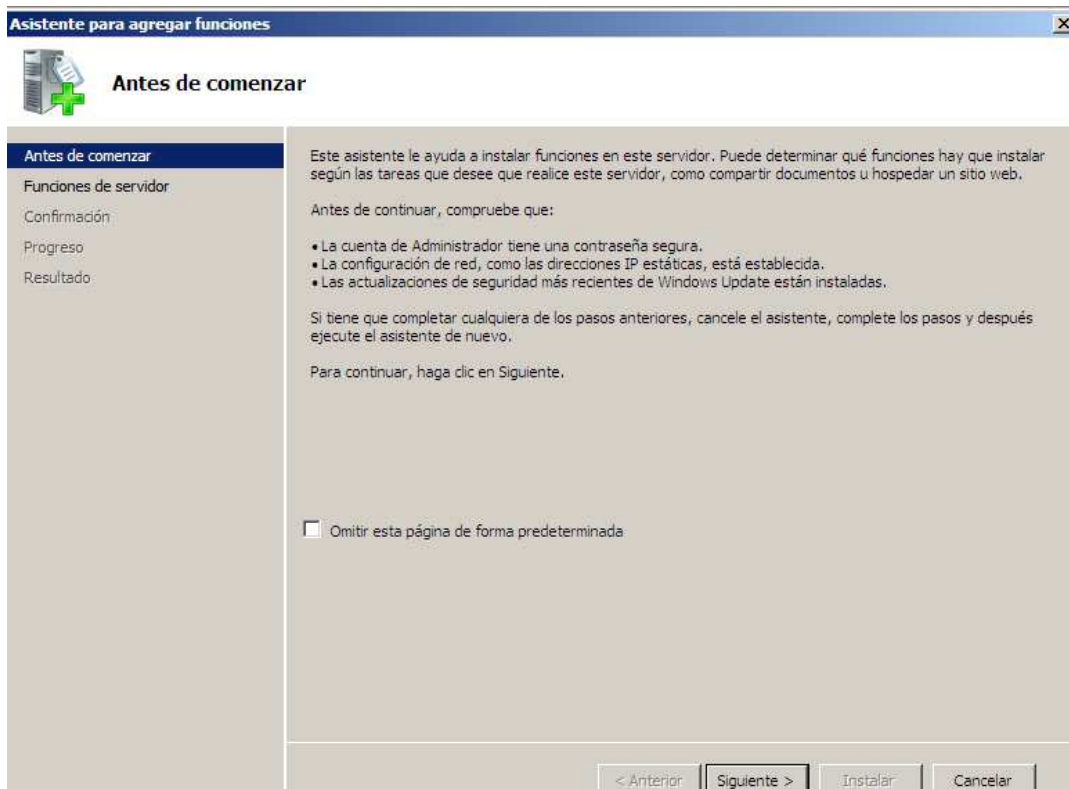 Asistente para agregar funciones
Antes de comenzar
Antes de comenzar
Funciones de servidor
Confirmación
Progreso
Resultado
Este asistente le ayuda a instalar funciones en este servidor. Puede determinar qué funciones hay que instalar
según las tareas que desee que realice este servidor, como compartir documentos u hospedar un sitio web.
Antes de continuar, compruebe que:
• La cuenta de Administrador tiene una contraseña segura.
• La configuración de red, como las direcciones IP estáticas, está establecida.
• Las actualizaciones de seguridad más recientes de Windows Update están instaladas.
Si tiene que completar cualquiera de los pasos anteriores, cancele el asistente, complete los pasos y después
ejecute el asistente de nuevo.
Para continuar, haga clic en Siguiente.
Omitir esta página de forma predeterminada
< Anterior Siguiente > Instalar Cancelar